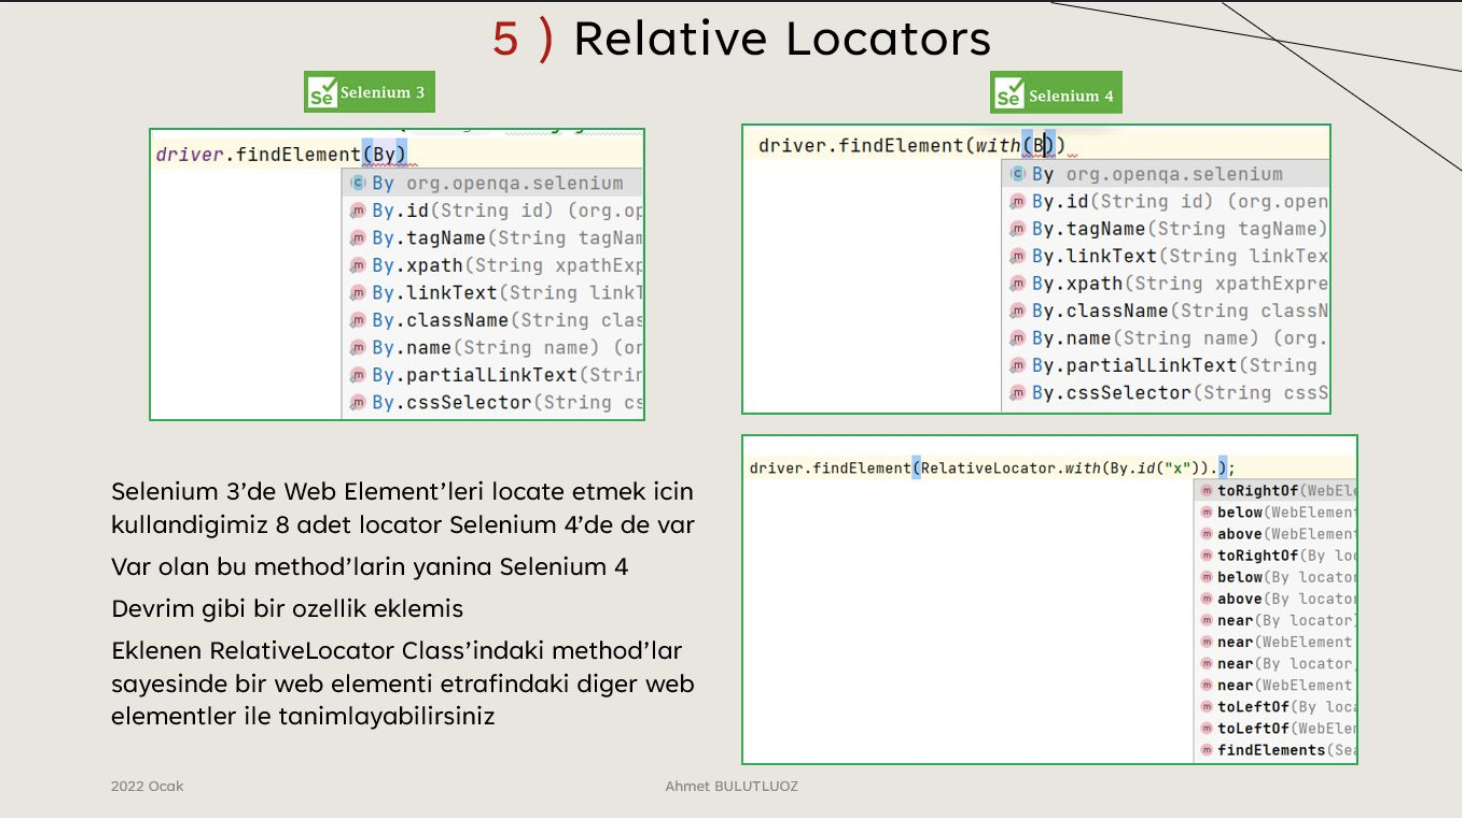 5 ) Relative Locators
Se Selenium 3
driver.findElement(By)
By org.openqa.selenium
By.id(String id) (org.op
By.tagName(String tagNam
By.xpath(String xpathExp
By.linkText(String linkT
By.className(String clas
By.name(String name) (or
By.partialLinkText(Strin
By.cssSelector(String cs
Se Selenium 4
driver.findElement(with(B))
By org.openqa.selenium
By.id(String id) (org.open
By.tagName(String tagName)
By.linkText(String linkTex
By.xpath(String xpathExpre
By.className(String classN
By.name(String name) (org.
By.partialLinkText(String
By.cssSelector(String cssS
Selenium 3’de Web Element’leri locate etmek icin
kullandigimiz 8 adet locator Selenium 4’de de var
Var olan bu method’larin yanina Selenium 4
Devrim gibi bir ozellik eklemis
Eklenen RelativeLocator Class’indaki method’lar
sayesinde bir web elementi etrafindaki diger web
elementler ile tanimlayabilirsiniz
driver.findElement(RelativeLocator.with(By.id("x")).);
toRightOf(WebEle
below(WebElement
above(WebElement
toRightOf(By loc
below(By locator
above(By locator
near(By locator)
near(WebElement
near(By locator,
near(WebElement
toLeftOf(By loca
toLeftOf(WebElem
findElements(Sea
2022 Ocak
Ahmet BULUTLUOZ